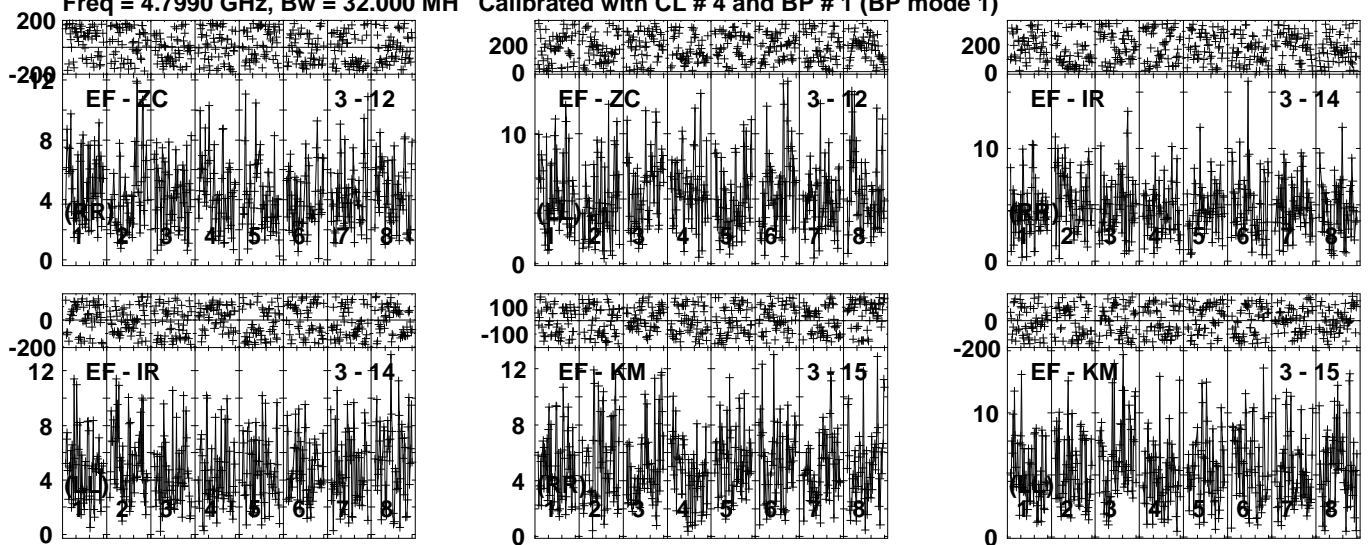 Freq = 4.7990 GHz, Bw = 32.000 MH Calibrated with CL # 4 and BP # 1 (BP mode 1)
200
-200
12
8
4
0
EF - ZC 3 - 12
(RR)
1 2 3 4 5 6 7 8
200
0
10
0
EF - ZC 3 - 12
(LL)
1 2 3 4 5 6 7 8
200
0
10
0
EF - IR 3 - 14
(RR)
1 2 3 4 5 6 7 8
0
-200
12
8
4
0
EF - IR 3 - 14
(LL)
1 2 3 4 5 6 7 8
100
-100
12
8
4
0
EF - KM 3 - 15
(RR)
1 2 3 4 5 6 7 8
0
-200
10
0
EF - KM 3 - 15
(LL)
1 2 3 4 5 6 7 8